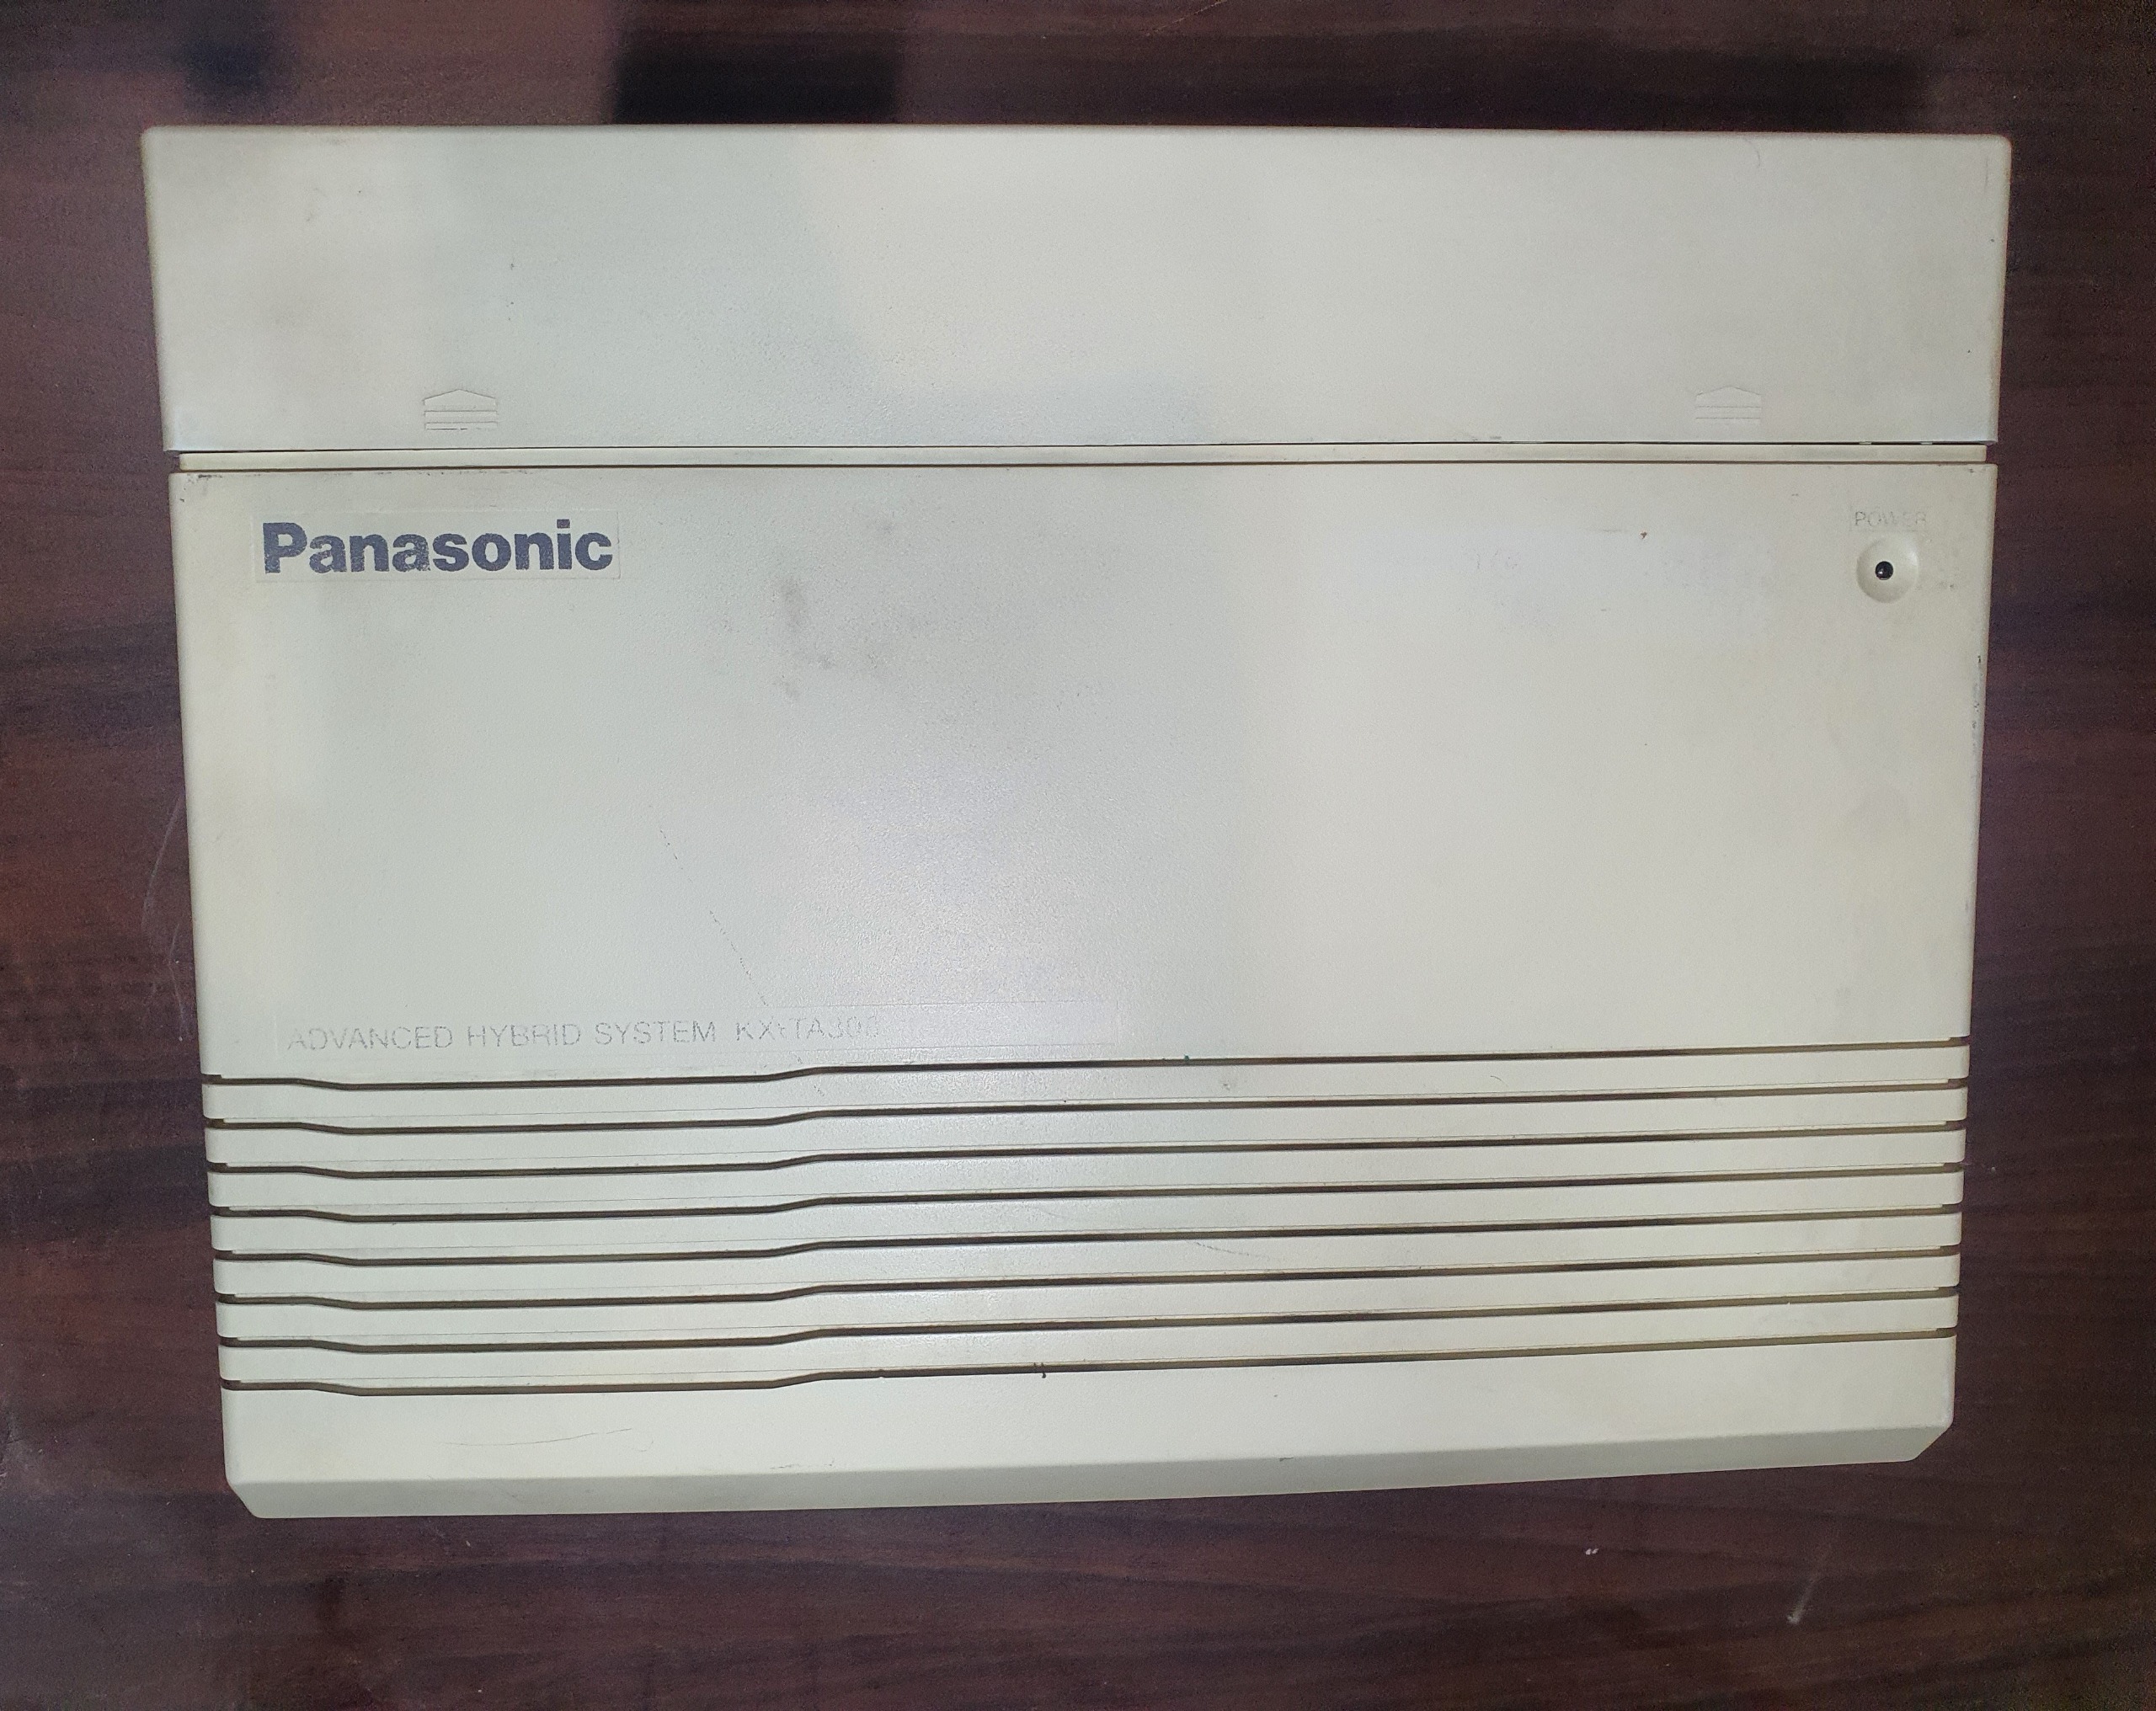 Panasonic
POWER
ADVANCED HYBRID SYSTEM